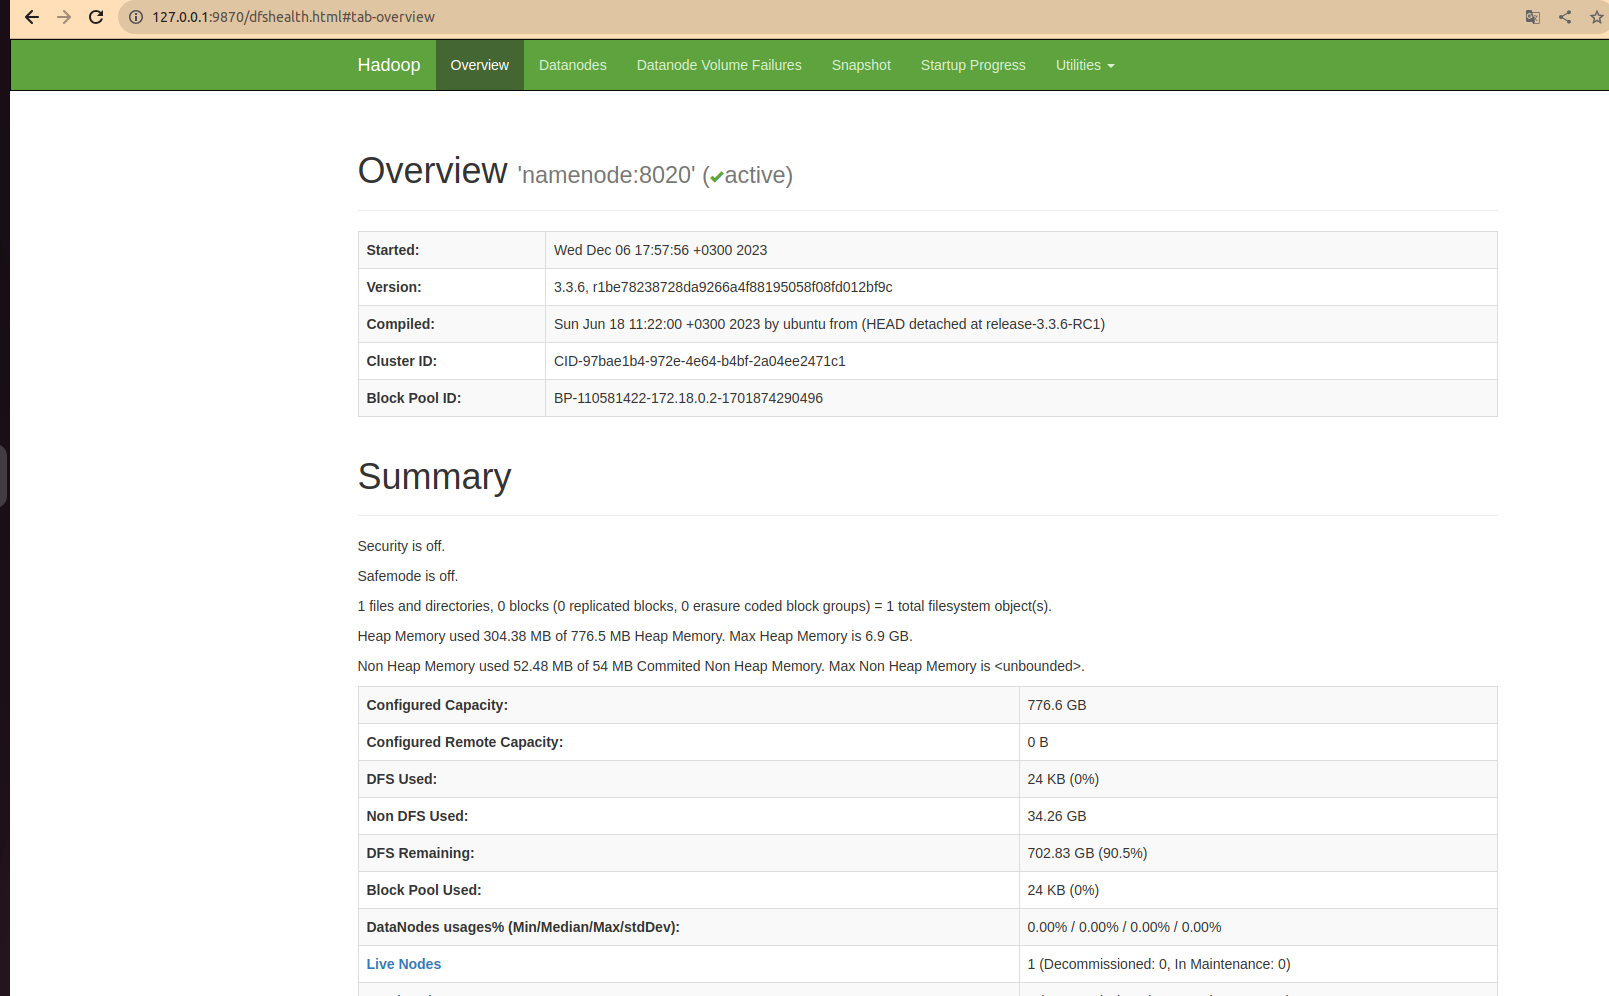 127.0.0.1:9870/dfshealth.html#tab-overview
Hadoop Overview Datanodes Datanode Volume Failures Snapshot Startup Progress Utilities
Overview 'namenode:8020' (✔active)
Started: Wed Dec 06 17:57:56 +0300 2023
Version: 3.3.6, r1be78238728da9266a4f88195058f08fd012bf9c
Compiled: Sun Jun 18 11:22:00 +0300 2023 by ubuntu from (HEAD detached at release-3.3.6-RC1)
Cluster ID: CID-97bae1b4-972e-4e64-b4bf-2a04ee2471c1
Block Pool ID: BP-110581422-172.18.0.2-1701874290496
Summary
Security is off.
Safemode is off.
1 files and directories, 0 blocks (0 replicated blocks, 0 erasure coded block groups) = 1 total filesystem object(s).
Heap Memory used 304.38 MB of 776.5 MB Heap Memory. Max Heap Memory is 6.9 GB.
Non Heap Memory used 52.48 MB of 54 MB Commited Non Heap Memory. Max Non Heap Memory is <unbounded>.
Configured Capacity: 776.6 GB
Configured Remote Capacity: 0 B
DFS Used: 24 KB (0%)
Non DFS Used: 34.26 GB
DFS Remaining: 702.83 GB (90.5%)
Block Pool Used: 24 KB (0%)
DataNodes usages% (Min/Median/Max/stdDev): 0.00% / 0.00% / 0.00% / 0.00%
Live Nodes 1 (Decommissioned: 0, In Maintenance: 0)